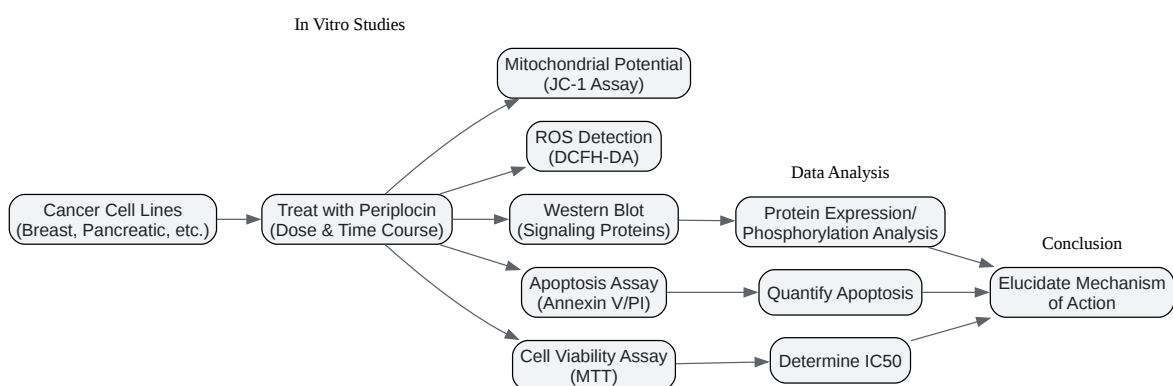 In Vitro Studies
Mitochondrial Potential
(JC-1 Assay)
ROS Detection
(DCFH-DA)
Data Analysis
Cancer Cell Lines
(Breast, Pancreatic, etc.)
Treat with Periplocin
(Dose & Time Course)
Western Blot
(Signaling Proteins)
Protein Expression/
Phosphorylation Analysis
Conclusion
Apoptosis Assay
(Annexin V/PI)
Quantify Apoptosis
Elucidate Mechanism
of Action
Cell Viability Assay
(MTT)
Determine IC50